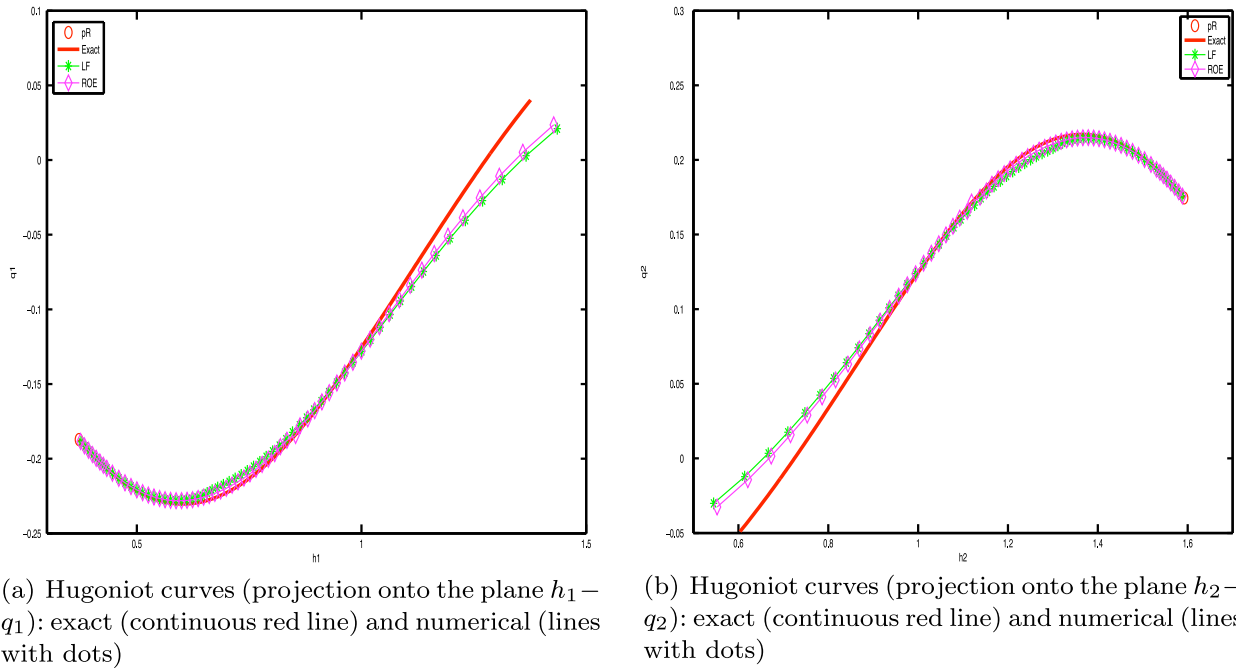 0.1
0.05
0
−0.05
−0.1
−0.15
−0.2
−0.25
q1
0.5
1
1.5
h1
pR
Exact
LF
ROE
(a) Hugoniot curves (projection onto the plane h₁−
q₁): exact (continuous red line) and numerical (lines
with dots)
0.3
0.25
0.2
0.15
0.1
0.05
0
−0.05
q2
0.6
0.8
1
1.2
1.4
1.6
h2
pR
Exact
LF
ROE
(b) Hugoniot curves (projection onto the plane h₂−
q₂): exact (continuous red line) and numerical (lines
with dots)